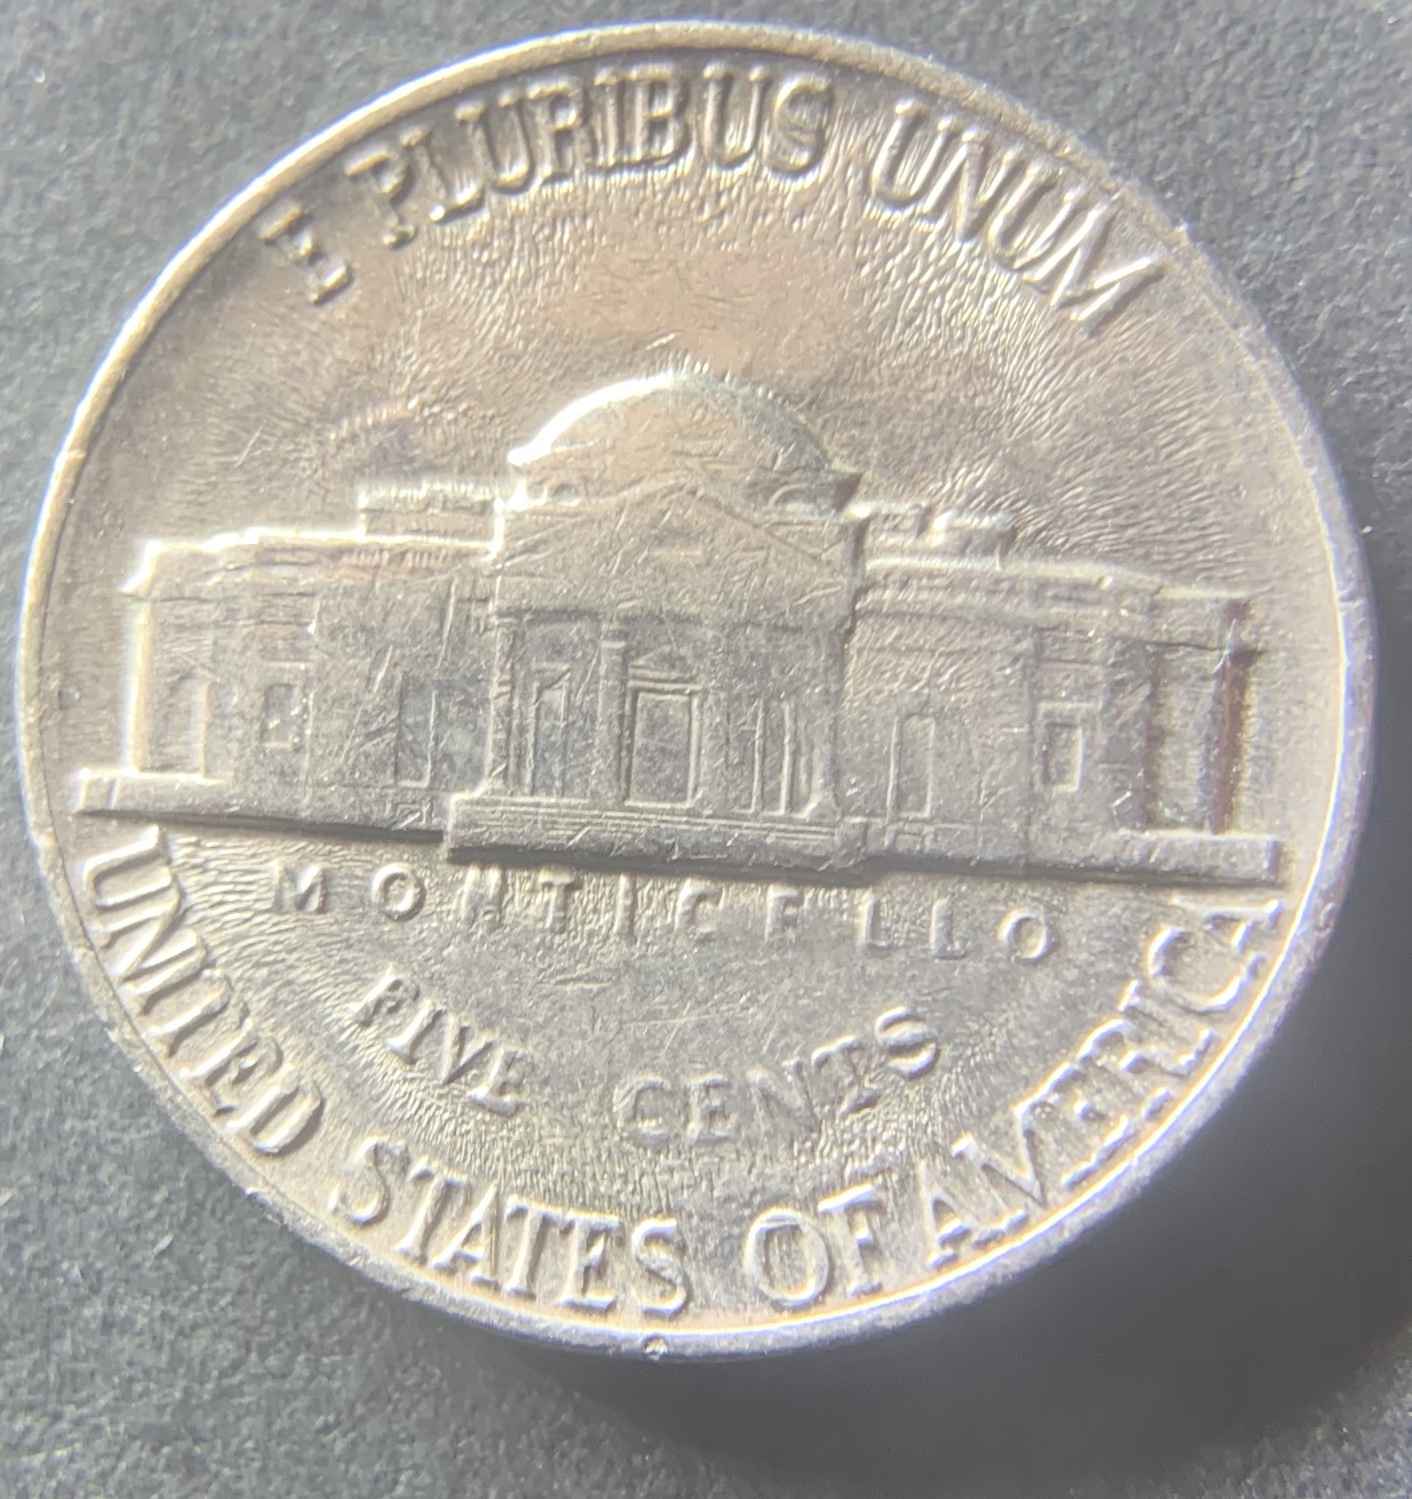 E PLURIBUS UNUM
MONTICELLO
FIVE CENTS
UNITED STATES OF AMERICA